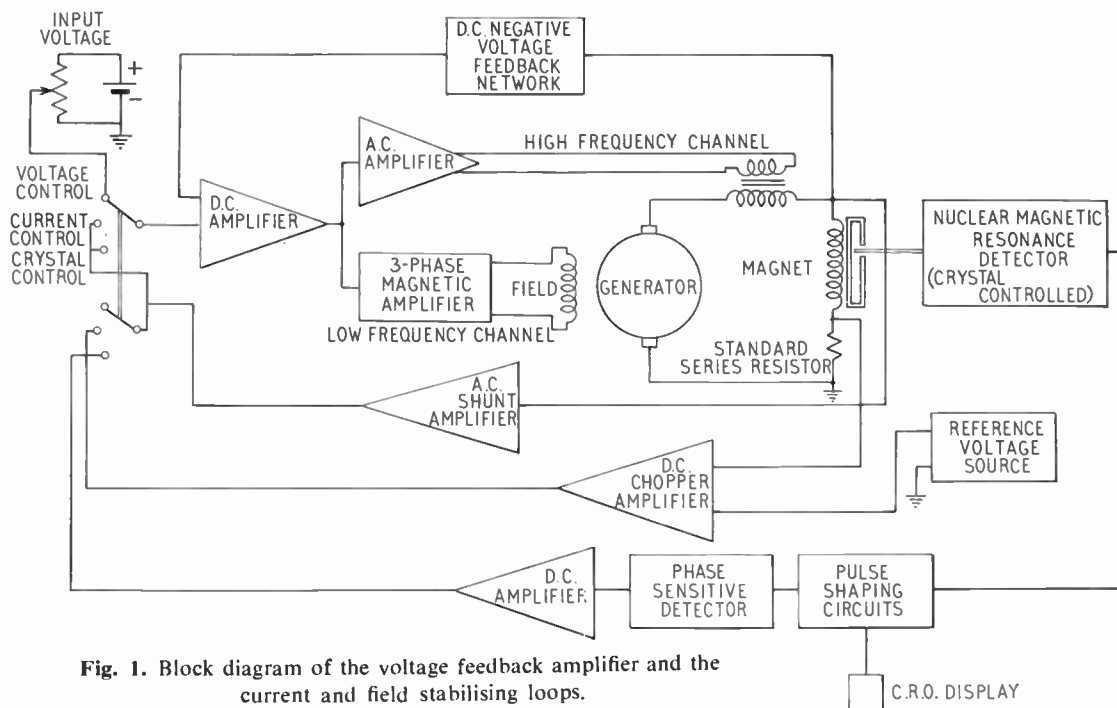 INPUT
VOLTAGE
+
−
D.C. NEGATIVE
VOLTAGE
FEEDBACK
NETWORK
A.C.
AMPLIFIER
HIGH FREQUENCY CHANNEL
VOLTAGE
CONTROL
CURRENT
CONTROL
CRYSTAL
CONTROL
D.C.
AMPLIFIER
3-PHASE
MAGNETIC
AMPLIFIER
FIELD
LOW FREQUENCY CHANNEL
GENERATOR
MAGNET
NUCLEAR MAGNETIC
RESONANCE
DETECTOR
(CRYSTAL
CONTROLLED)
STANDARD
SERIES RESISTOR
A.C.
SHUNT
AMPLIFIER
REFERENCE
VOLTAGE
SOURCE
D.C.
CHOPPER
AMPLIFIER
D.C.
AMPLIFIER
PHASE
SENSITIVE
DETECTOR
PULSE
SHAPING
CIRCUITS
C.R.O. DISPLAY
Fig. 1. Block diagram of the voltage feedback amplifier and the
current and field stabilising loops.